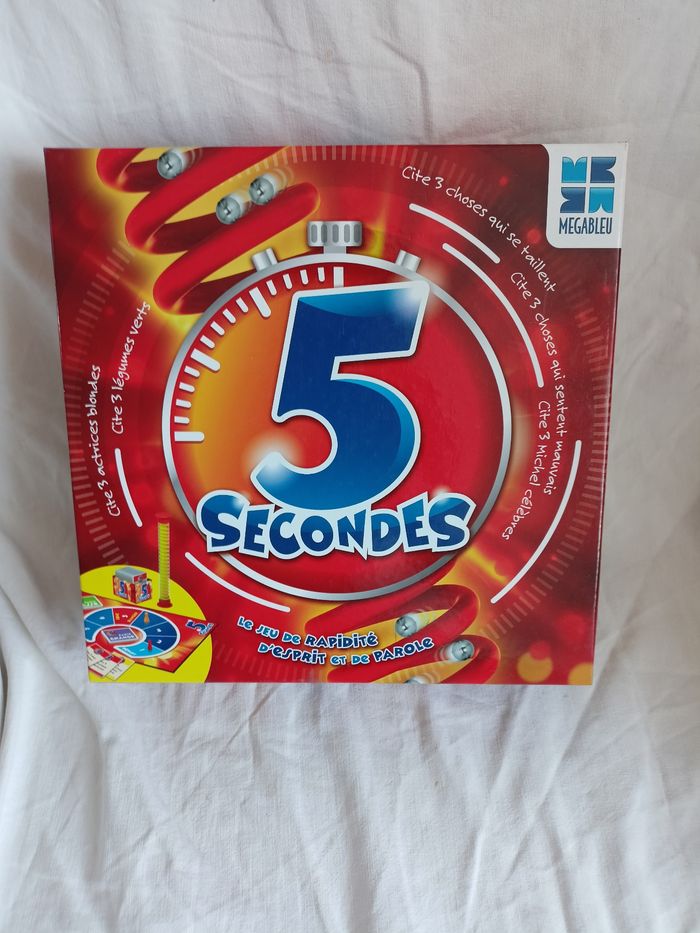 MEGABLEU
Cite 3 choses qui se taillent
Cite 3 choses qui sentent mauvais
Cite 3 Michel célèbres
Cite 3 actrices blondes
Cite 3 légumes verts
5
SECONDES
LE JEU DE RAPIDITÉ
D'ESPRIT ET DE PAROLE